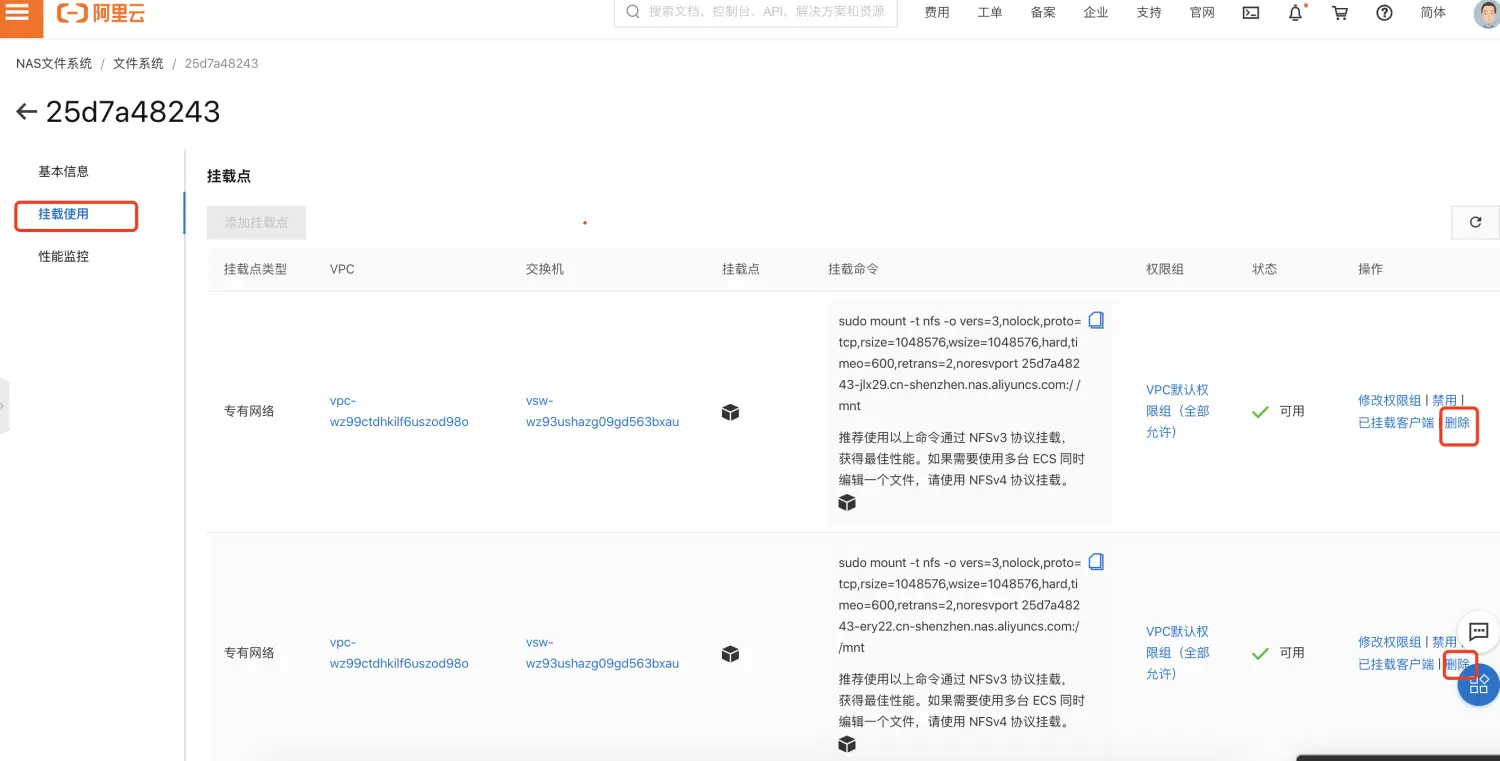 阿里云
搜索文档、控制台、API、解决方案和资源
费用 工单 备案 企业 支持 官网 简体
NAS文件系统 / 文件系统 / 25d7a48243
25d7a48243
基本信息
挂载使用
性能监控
挂载点
添加挂载点
挂载点类型 VPC 交换机 挂载点 挂载命令 权限组 状态 操作
专有网络
vpc-
wz99ctdhkilf6uszod98o
vsw-
wz93ushazg09gd563bxau
sudo mount -t nfs -o vers=3,nolock,proto=
tcp,rsize=1048576,wsize=1048576,hard,ti
meo=600,retrans=2,noresvport 25d7a482
43-jlx29.cn-shenzhen.nas.aliyuncs.com:/ /
mnt
推荐使用以上命令通过 NFSv3 协议挂载，
获得最佳性能。如果需要使用多台 ECS 同时
编辑一个文件，请使用 NFSv4 协议挂载。
VPC默认权
限组（全部
允许）
可用
修改权限组 | 禁用 |
已挂载客户端 | 删除
专有网络
vpc-
wz99ctdhkilf6uszod98o
vsw-
wz93ushazg09gd563bxau
sudo mount -t nfs -o vers=3,nolock,proto=
tcp,rsize=1048576,wsize=1048576,hard,ti
meo=600,retrans=2,noresvport 25d7a482
43-ery22.cn-shenzhen.nas.aliyuncs.com:/
/mnt
推荐使用以上命令通过 NFSv3 协议挂载，
获得最佳性能。如果需要使用多台 ECS 同时
编辑一个文件，请使用 NFSv4 协议挂载。
VPC默认权
限组（全部
允许）
可用
修改权限组 | 禁用 |
已挂载客户端 | 删除